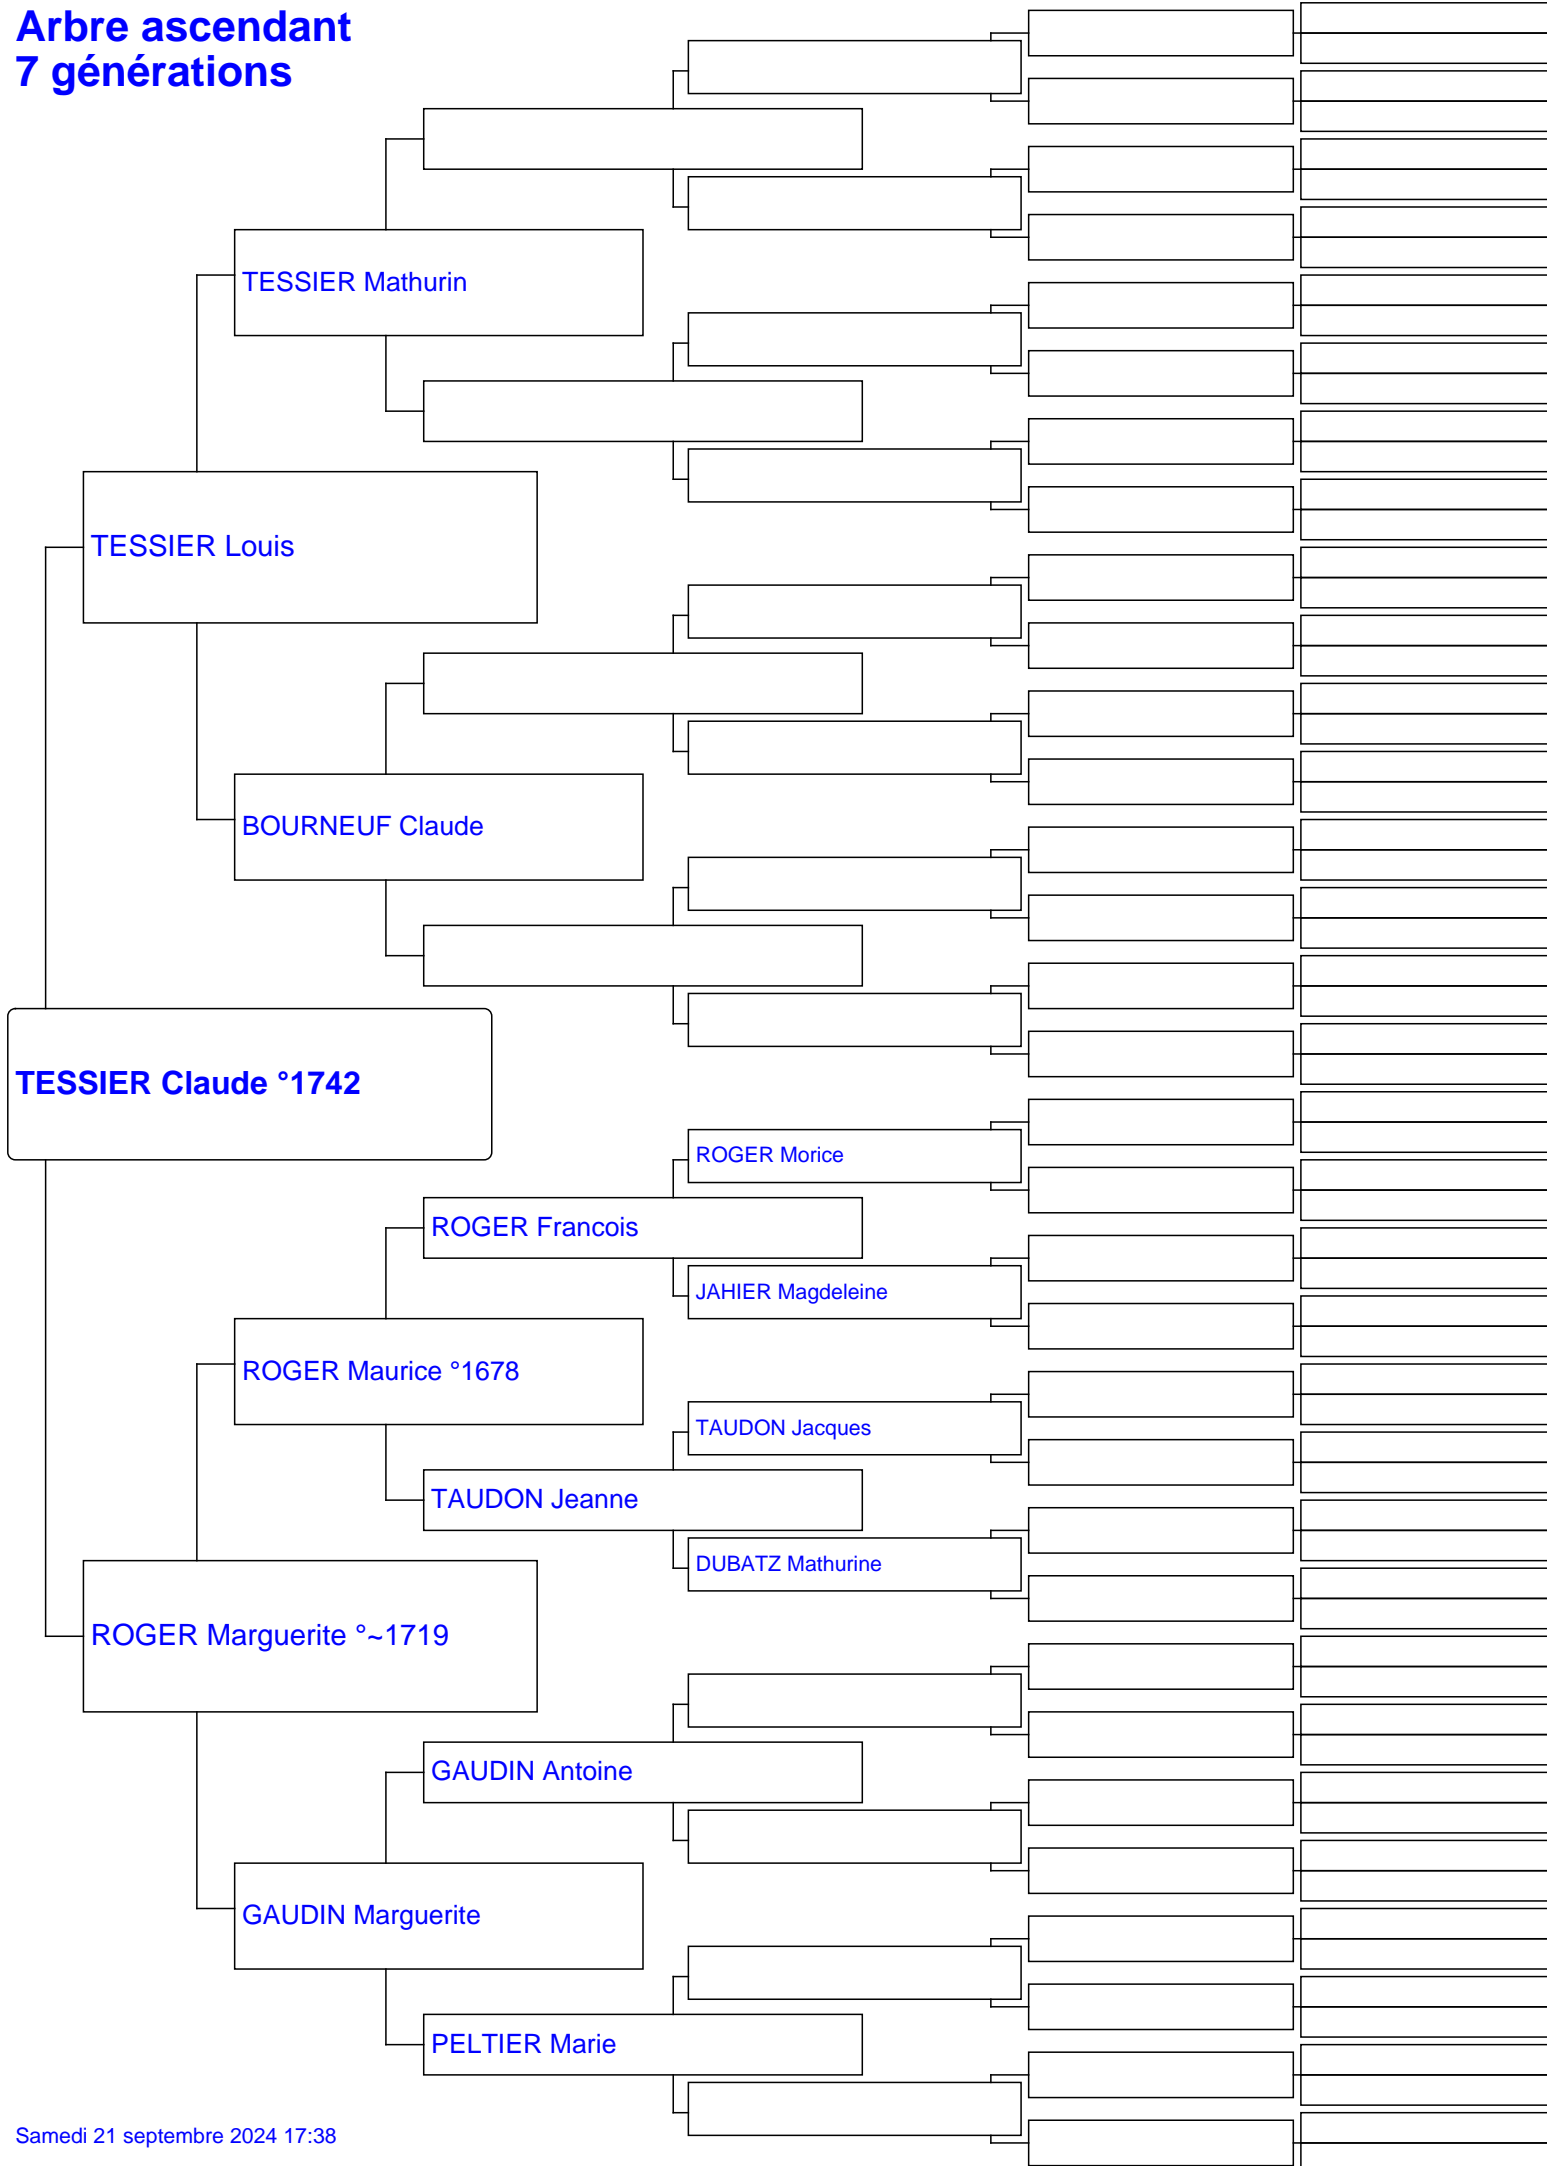 Arbre ascendant
7 générations
TESSIER Mathurin
TESSIER Louis
BOURNEUF Claude
TESSIER Claude °1742
ROGER Morice
ROGER Francois
JAHIER Magdeleine
ROGER Maurice °1678
TAUDON Jacques
TAUDON Jeanne
DUBATZ Mathurine
ROGER Marguerite °~1719
GAUDIN Antoine
GAUDIN Marguerite
PELTIER Marie
Samedi 21 septembre 2024 17:38